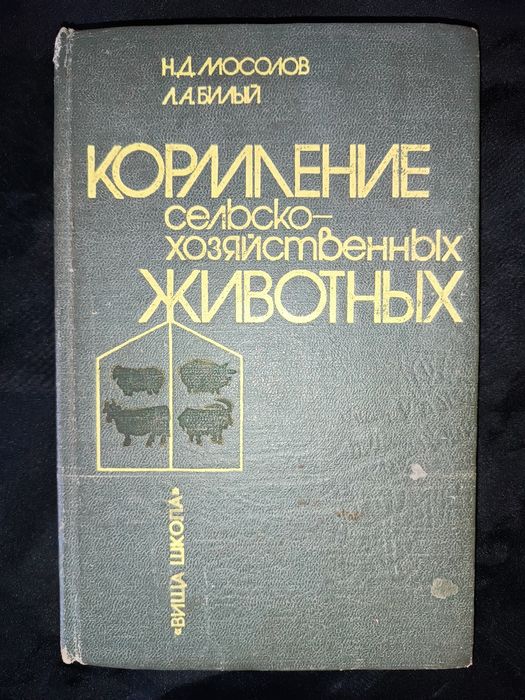 Н.Д.МОСОЛОВ
Л.А.БИЛЫЙ
КОРМЛЕНИЕ
сельско-
хозяйственных
ЖИВОТНЫХ
«ВИЩА ШКОЛА»